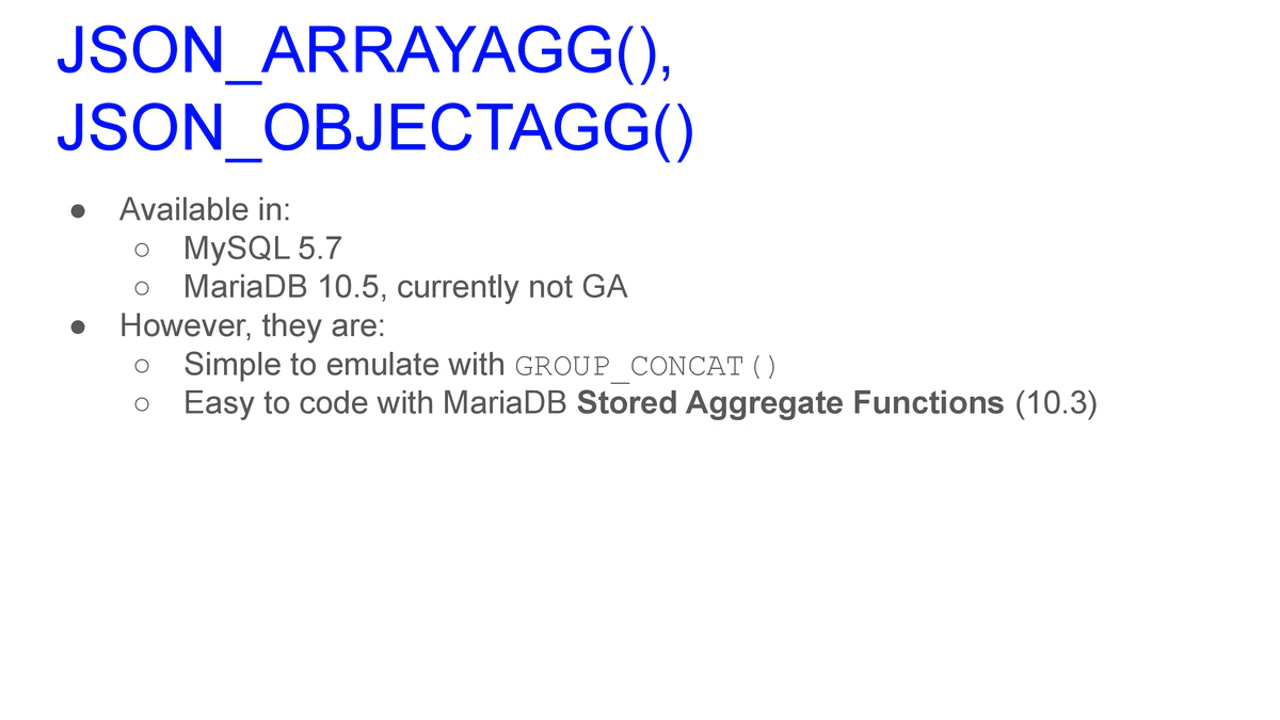 JSON_ARRAYAGG(),
JSON_OBJECTAGG()
● Available in:
○ MySQL 5.7
○ MariaDB 10.5, currently not GA
● However, they are:
○ Simple to emulate with GROUP_CONCAT()
○ Easy to code with MariaDB Stored Aggregate Functions (10.3)